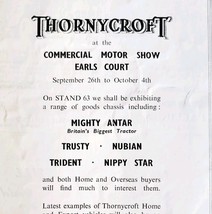 THORNYCROFT
at the
COMMERCIAL MOTOR SHOW
EARLS COURT
September 26th to October 4th
On STAND 63 we shall be exhibiting
a range of goods chassis including:
MIGHTY ANTAR
Britain's Biggest Tractor
TRUSTY · NUBIAN
TRIDENT · NIPPY STAR
and both Home and Overseas buyers
will find much to interest them.
Latest examples of Thornycroft Home